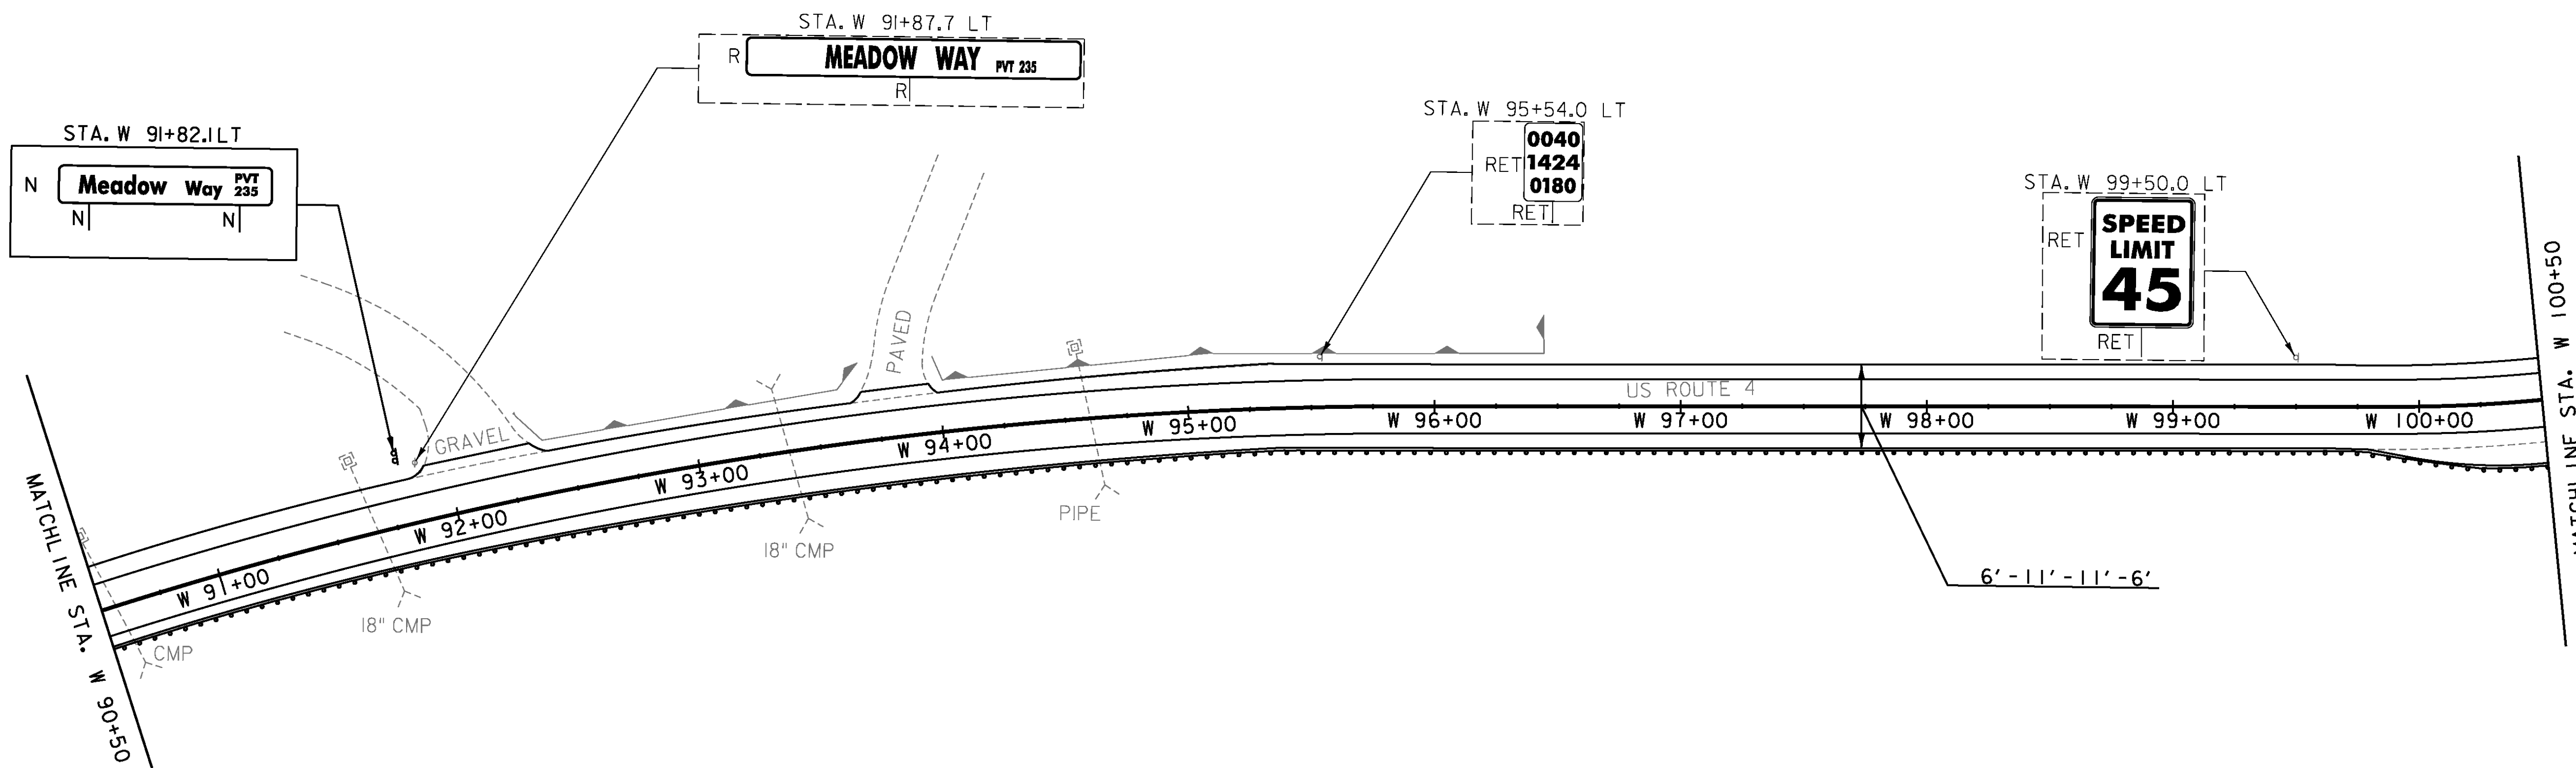 STA. W 91+87.7 LT
R
MEADOW WAY PVT 235
R
STA. W 91+82.1 LT
N
Meadow Way PVT
235
N
N
STA. W 95+54.0 LT
RET
0040
1424
0180
RET
STA. W 99+50.0 LT
RET
SPEED
LIMIT
45
RET
GRAVEL
PAVED
US ROUTE 4
W 91+00
W 92+00
W 93+00
W 94+00
W 95+00
W 96+00
W 97+00
W 98+00
W 99+00
W 100+00
CMP
18" CMP
18" CMP
PIPE
6'-11'-11'-6'
MATCHLINE STA. W 90+50
MATCHLINE STA. W 100+50